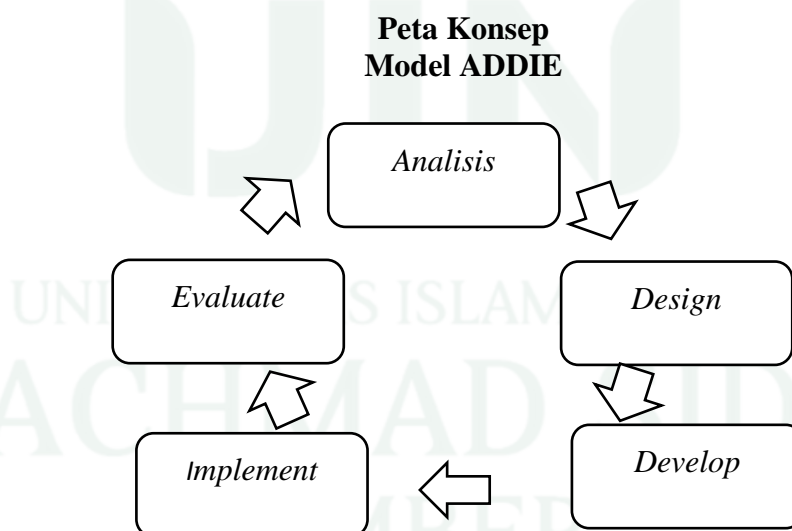 Peta Konsep
Model ADDIE
Analisis
Evaluate
Design
Implement
Develop